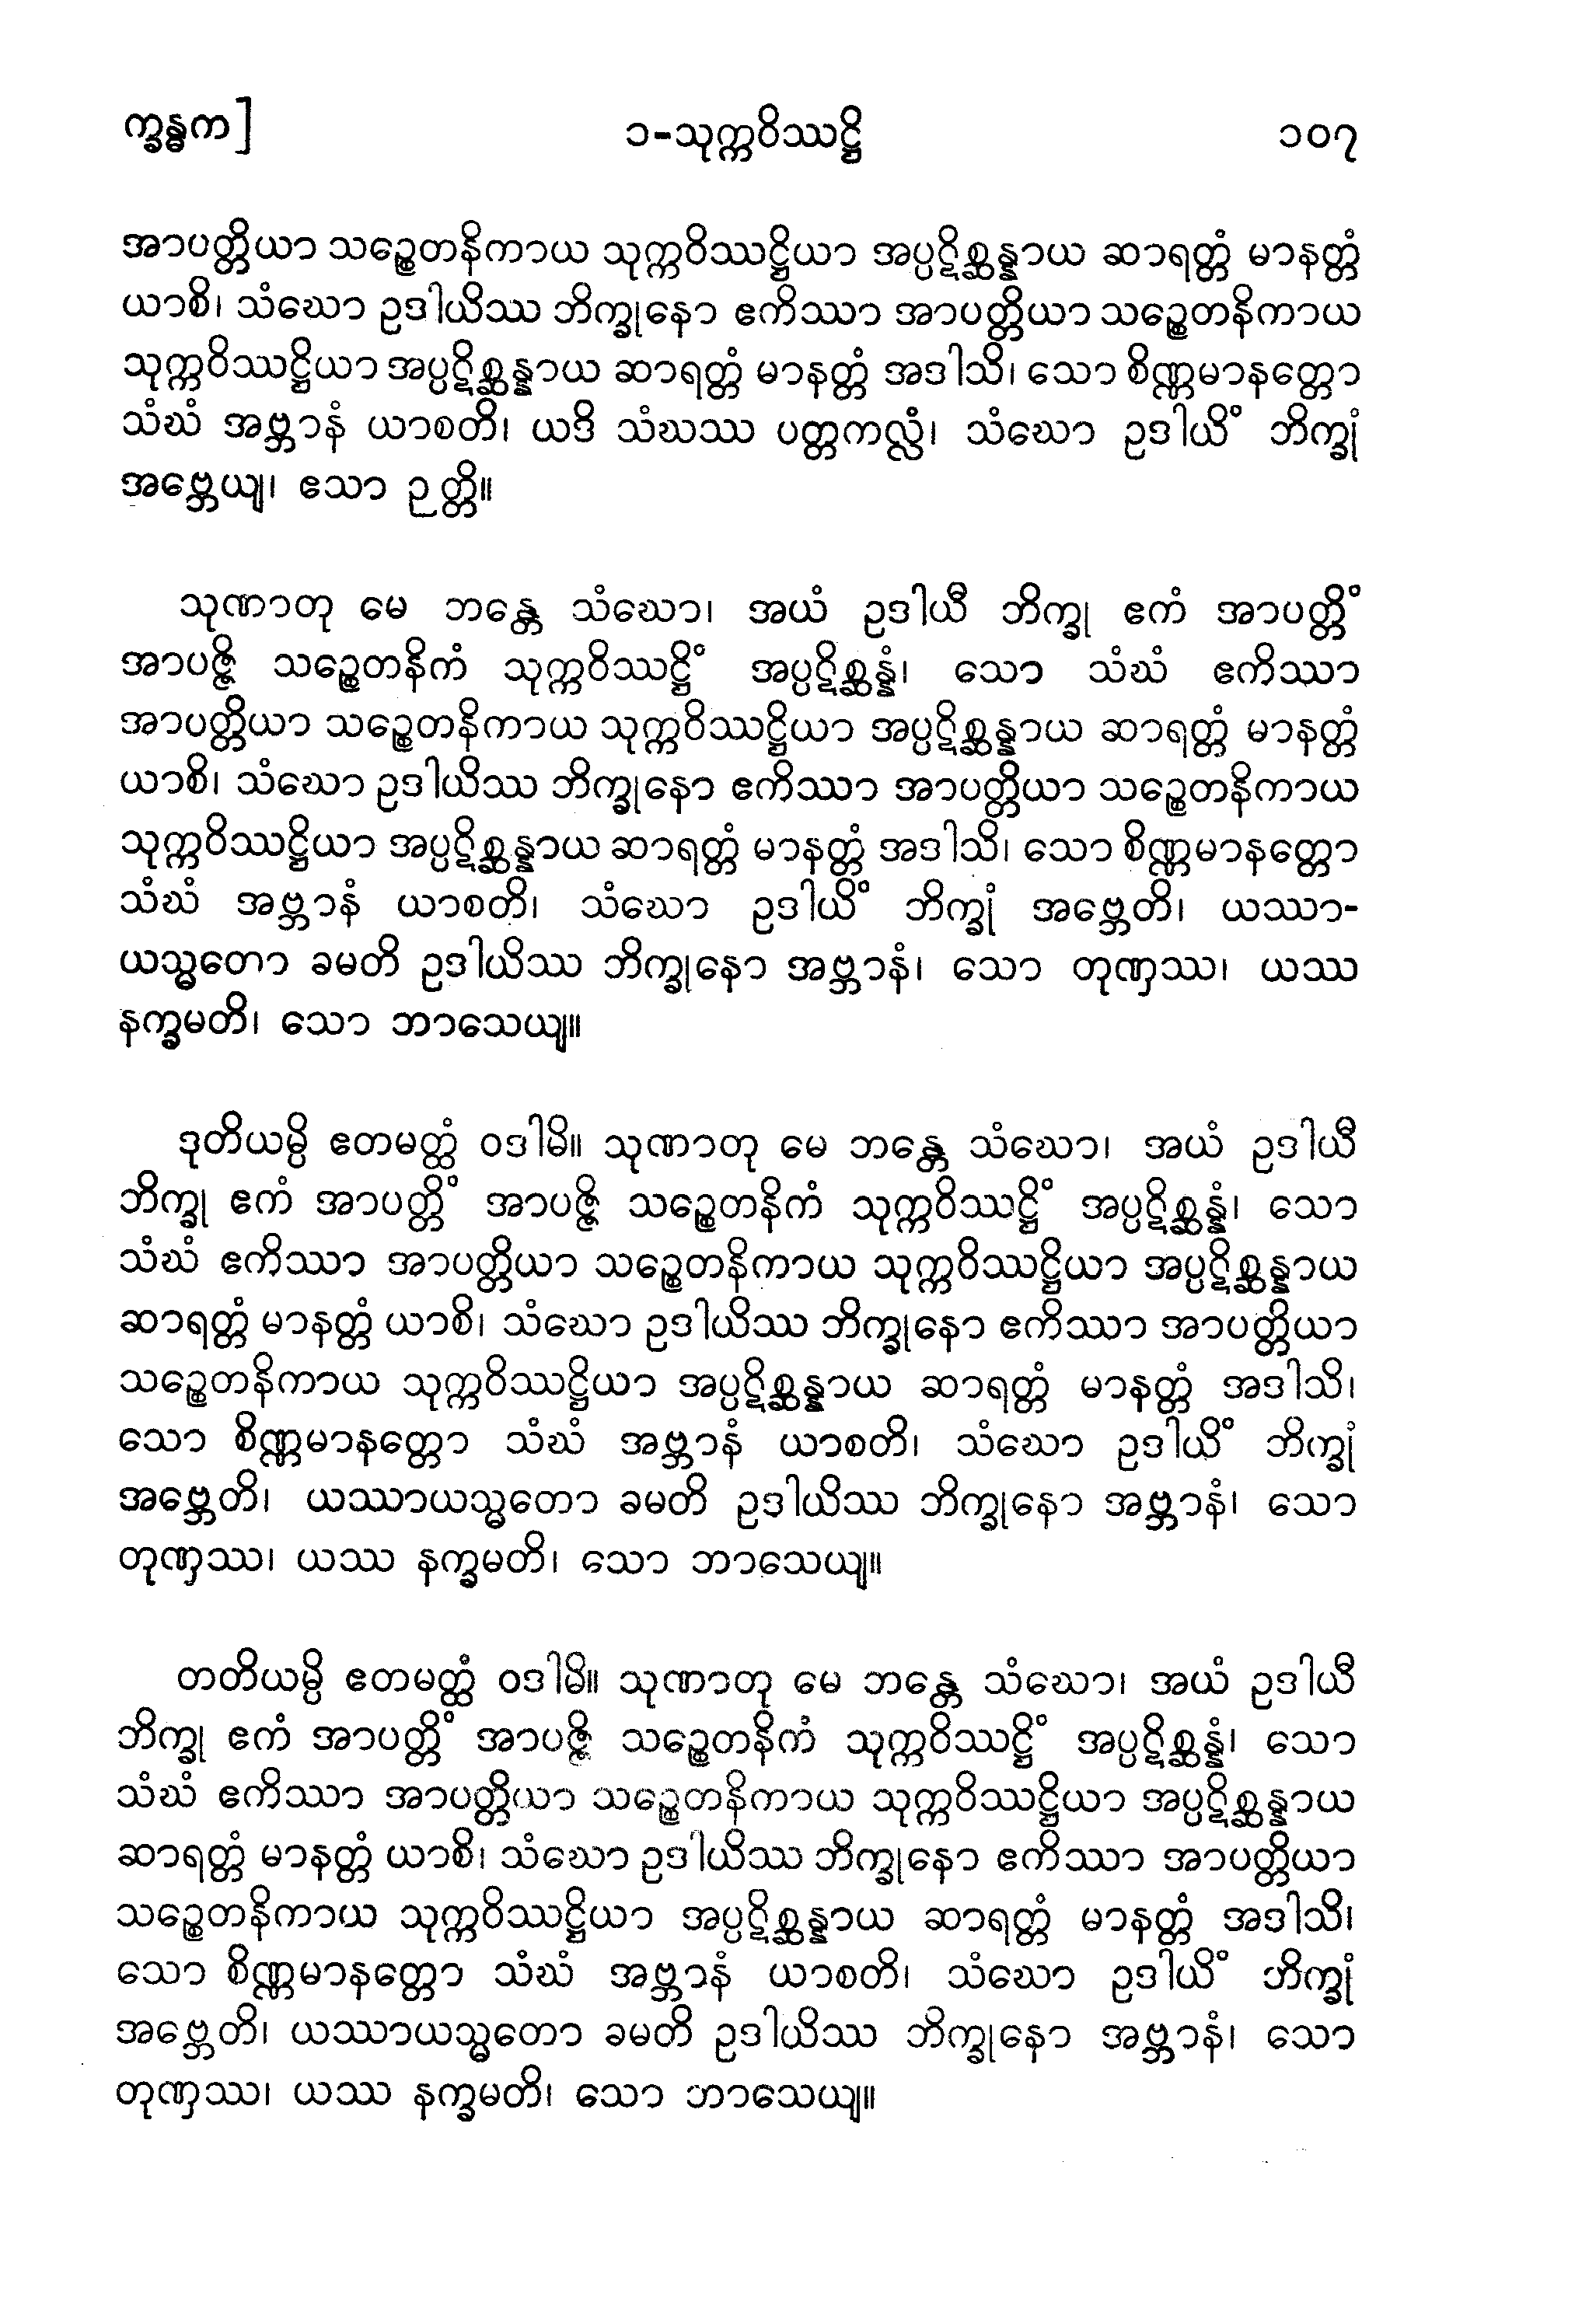 က္ခန္ဓက]
၁-သုက္ကဝိဿဋ္ဌိ
၁၀၇
အာပတ္တိယာ သဉ္စေတနိကာယ သုက္ကဝိဿဋ္ဌိယာ အပ္ပဋိစ္ဆန္နာယ ဆာရတ္တံ မာနတ္တံ
ယာစိ၊ သံဃော ဥဒါယိဿ ဘိက္ခုနော ဧကိဿာ အာပတ္တိယာ သဉ္စေတနိကာယ
သုက္ကဝိဿဋ္ဌိယာ အပ္ပဋိစ္ဆန္နာယ ဆာရတ္တံ မာနတ္တံ အဒါသိ၊ သော စိဏ္ဏမာနတ္တော
သံဃံ အဗ္ဘာနံ ယာစတိ၊ ယဒိ သံဃဿ ပတ္တကလ္လံ၊ သံဃော ဥဒါယိံ ဘိက္ခုံ
အဗ္ဘေယျ၊ ဧသာ ဉတ္တိ။
သုဏာတု မေ ဘန္တေ သံဃော၊ အယံ ဥဒါယီ ဘိက္ခု ဧကံ အာပတ္တိံ
အာပဇ္ဇိ သဉ္စေတနိကံ သုက္ကဝိဿဋ္ဌိံ အပ္ပဋိစ္ဆန္နံ၊ သော သံဃံ ဧကိဿာ
အာပတ္တိယာ သဉ္စေတနိကာယ သုက္ကဝိဿဋ္ဌိယာ အပ္ပဋိစ္ဆန္နာယ ဆာရတ္တံ မာနတ္တံ
ယာစိ၊ သံဃော ဥဒါယိဿ ဘိက္ခုနော ဧကိဿာ အာပတ္တိယာ သဉ္စေတနိကာယ
သုက္ကဝိဿဋ္ဌိယာ အပ္ပဋိစ္ဆန္နာယ ဆာရတ္တံ မာနတ္တံ အဒါသိ၊ သော စိဏ္ဏမာနတ္တော
သံဃံ အဗ္ဘာနံ ယာစတိ၊ သံဃော ဥဒါယိံ ဘိက္ခုံ အဗ္ဘေတိ၊ ယဿာ-
ယသ္မတော ခမတိ ဥဒါယိဿ ဘိက္ခုနော အဗ္ဘာနံ၊ သော တုဏှဿ၊ ယဿ
နက္ခမတိ၊ သော ဘာသေယျ။
ဒုတိယမ္ပိ ဧတမတ္ထံ ဝဒါမိ။ သုဏာတု မေ ဘန္တေ သံဃော၊ အယံ ဥဒါယီ
ဘိက္ခု ဧကံ အာပတ္တိံ အာပဇ္ဇိ သဉ္စေတနိကံ သုက္ကဝိဿဋ္ဌိံ အပ္ပဋိစ္ဆန္နံ၊ သော
သံဃံ ဧကိဿာ အာပတ္တိယာ သဉ္စေတနိကာယ သုက္ကဝိဿဋ္ဌိယာ အပ္ပဋိစ္ဆန္နာယ
ဆာရတ္တံ မာနတ္တံ ယာစိ၊ သံဃော ဥဒါယိဿ ဘိက္ခုနော ဧကိဿာ အာပတ္တိယာ
သဉ္စေတနိကာယ သုက္ကဝိဿဋ္ဌိယာ အပ္ပဋိစ္ဆန္နာယ ဆာရတ္တံ မာနတ္တံ အဒါသိ၊
သော စိဏ္ဏမာနတ္တော သံဃံ အဗ္ဘာနံ ယာစတိ၊ သံဃော ဥဒါယိံ ဘိက္ခုံ
အဗ္ဘေတိ၊ ယဿာယသ္မတော ခမတိ ဥဒါယိဿ ဘိက္ခုနော အဗ္ဘာနံ၊ သော
တုဏှဿ၊ ယဿ နက္ခမတိ၊ သော ဘာသေယျ။
တတိယမ္ပိ ဧတမတ္ထံ ဝဒါမိ။ သုဏာတု မေ ဘန္တေ သံဃော၊ အယံ ဥဒါယီ
ဘိက္ခု ဧကံ အာပတ္တိံ အာပဇ္ဇိ သဉ္စေတနိကံ သုက္ကဝိဿဋ္ဌိံ အပ္ပဋိစ္ဆန္နံ၊ သော
သံဃံ ဧကိဿာ အာပတ္တိယာ သဉ္စေတနိကာယ သုက္ကဝိဿဋ္ဌိယာ အပ္ပဋိစ္ဆန္နာယ
ဆာရတ္တံ မာနတ္တံ ယာစိ၊ သံဃော ဥဒါယိဿ ဘိက္ခုနော ဧကိဿာ အာပတ္တိယာ
သဉ္စေတနိကာယ သုက္ကဝိဿဋ္ဌိယာ အပ္ပဋိစ္ဆန္နာယ ဆာရတ္တံ မာနတ္တံ အဒါသိ၊
သော စိဏ္ဏမာနတ္တော သံဃံ အဗ္ဘာနံ ယာစတိ၊ သံဃော ဥဒါယိံ ဘိက္ခုံ
အဗ္ဘေတိ၊ ယဿာယသ္မတော ခမတိ ဥဒါယိဿ ဘိက္ခုနော အဗ္ဘာနံ၊ သော
တုဏှဿ၊ ယဿ နက္ခမတိ၊ သော ဘာသေယျ။